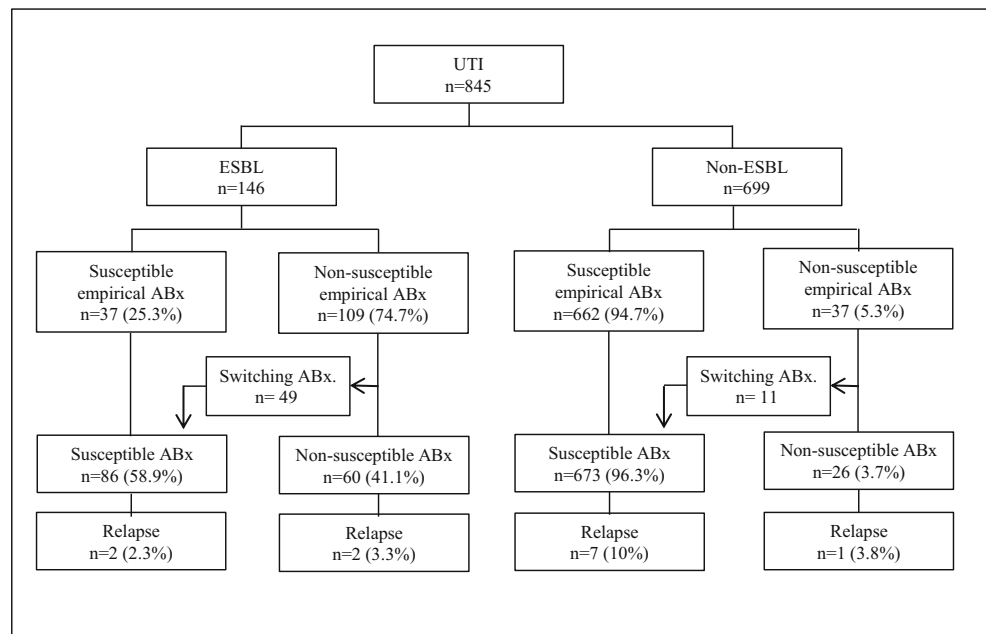 UTI
n=845
ESBL
n=146
Non-ESBL
n=699
Susceptible
empirical ABx
n=37 (25.3%)
Non-susceptible
empirical ABx
n=109 (74.7%)
Susceptible
empirical ABx
n=662 (94.7%)
Non-susceptible
empirical ABx
n=37 (5.3%)
Switching ABx.
n= 49
Switching ABx.
n= 11
Susceptible ABx
n=86 (58.9%)
Non-susceptible ABx
n=60 (41.1%)
Susceptible ABx
n=673 (96.3%)
Non-susceptible ABx
n=26 (3.7%)
Relapse
n=2 (2.3%)
Relapse
n=2 (3.3%)
Relapse
n=7 (10%)
Relapse
n=1 (3.8%)